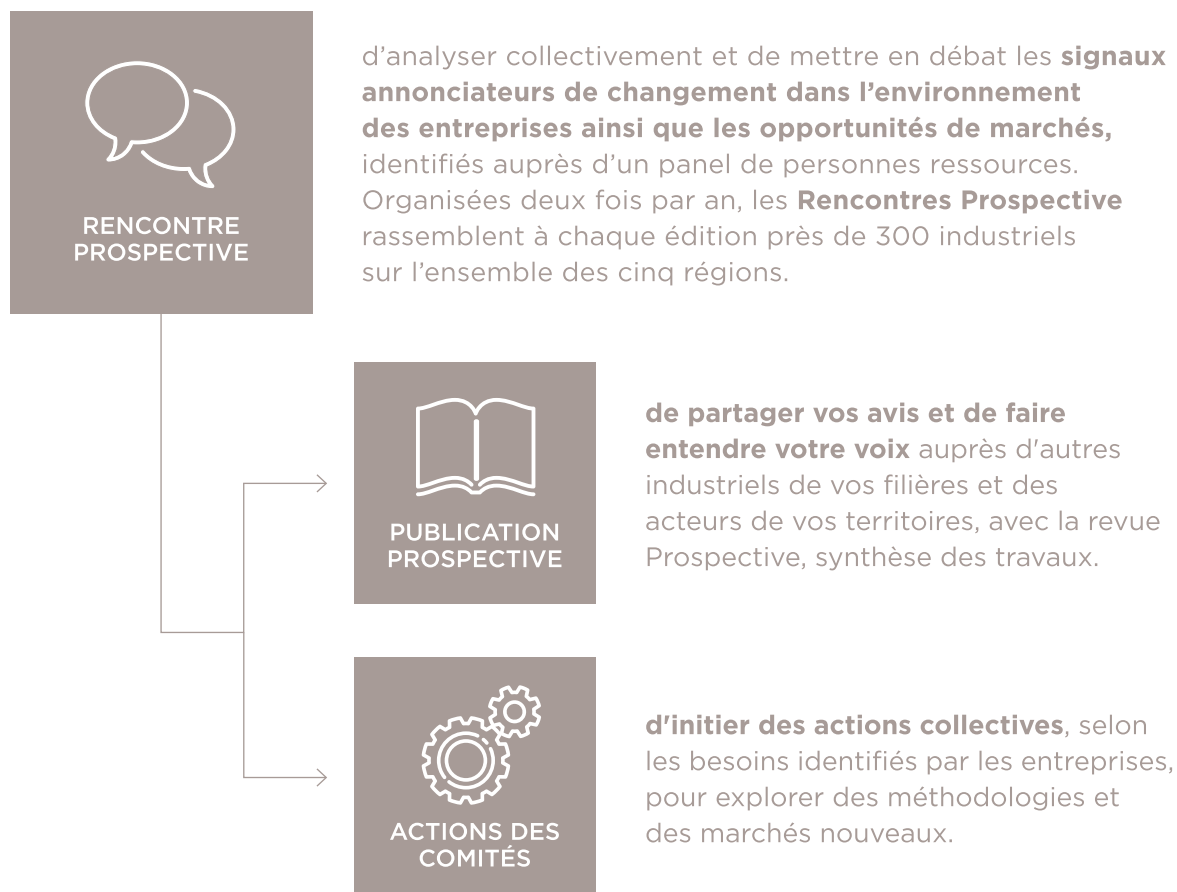 RENCONTRE
PROSPECTIVE
d’analyser collectivement et de mettre en débat les signaux
annonciateurs de changement dans l’environnement
des entreprises ainsi que les opportunités de marchés,
identifiés auprès d’un panel de personnes ressources.
Organisées deux fois par an, les Rencontres Prospective
rassemblent à chaque édition près de 300 industriels
sur l’ensemble des cinq régions.
PUBLICATION
PROSPECTIVE
de partager vos avis et de faire
entendre votre voix auprès d'autres
industriels de vos filières et des
acteurs de vos territoires, avec la revue
Prospective, synthèse des travaux.
ACTIONS DES
COMITÉS
d'initier des actions collectives, selon
les besoins identifiés par les entreprises,
pour explorer des méthodologies et
des marchés nouveaux.